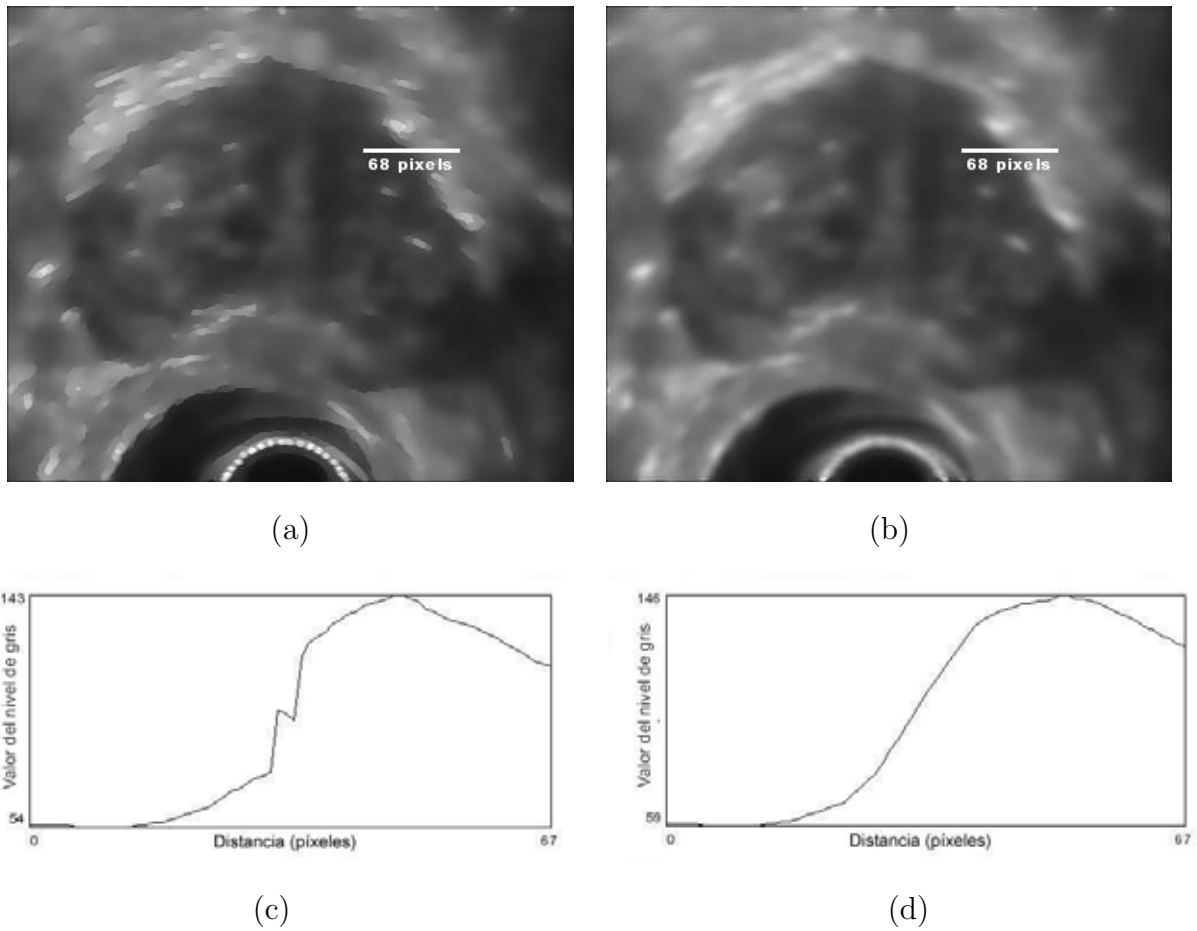 68 pixels
68 pixels
(a)
(b)
143
Valor del nivel de gris
54
0
Distancia (píxeles)
67
146
Valor del nivel de gris
59
0
Distancia (píxeles)
67
(c)
(d)